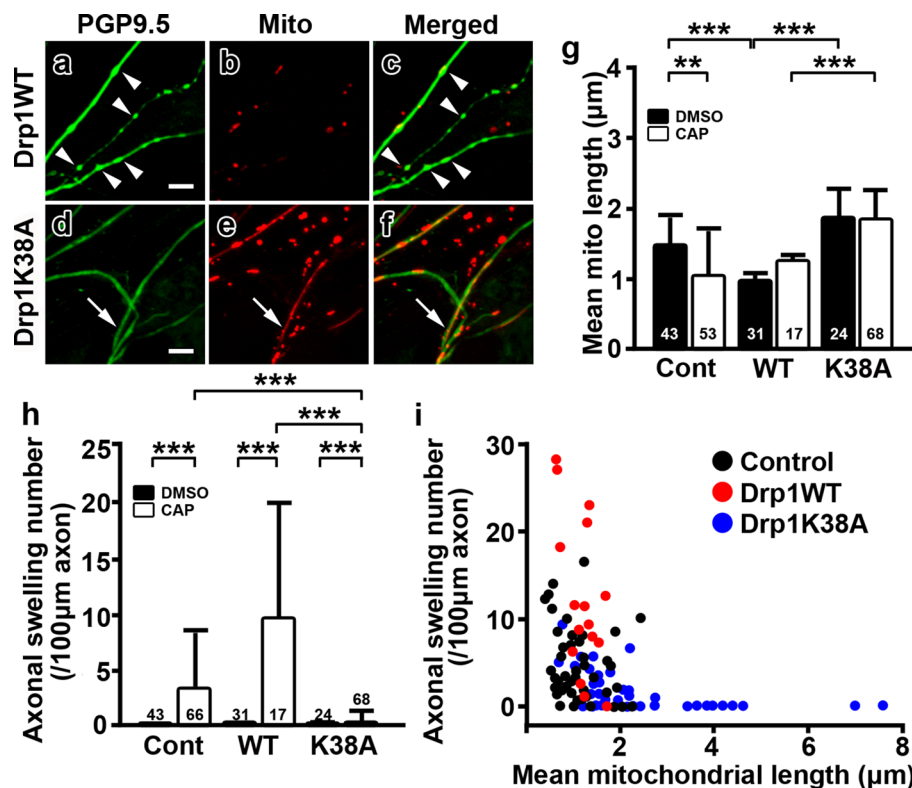 PGP9.5 Mito Merged
Drp1WT
a b c
Drp1K38A
d e f
g
*** ***
** ***
Mean mito length (µm)
4
2
1
0
DMSO
CAP
43 53 31 17 24 68
Cont WT K38A
h
***
***
*** *** ***
Axonal swelling number
(/100µm axon)
25
20
15
10
5
0
DMSO
CAP
43 66 31 17 24 68
Cont WT K38A
i
Axonal swelling number
(/100µm axon)
30
20
10
0
Control
Drp1WT
Drp1K38A
2 4 6 8
Mean mitochondrial length (µm)